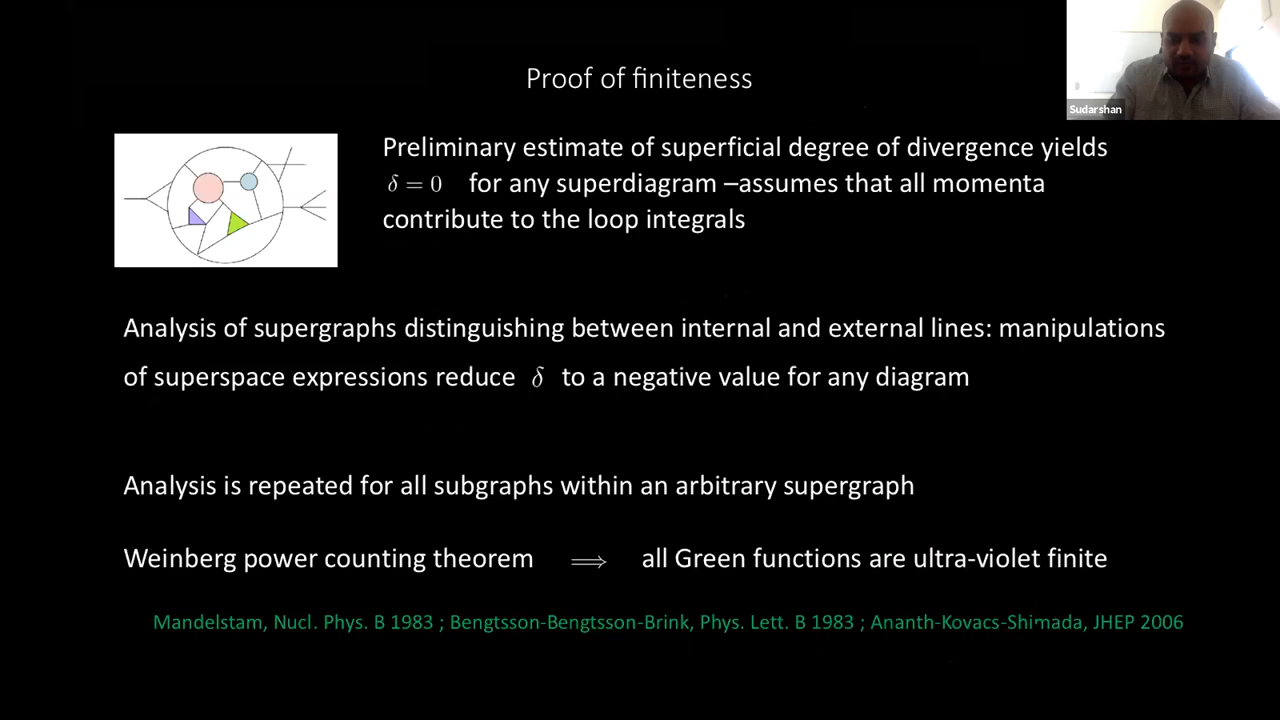 Proof of finiteness
Sudarshan
Preliminary estimate of superficial degree of divergence yields
δ = 0 for any superdiagram –assumes that all momenta
contribute to the loop integrals
Analysis of supergraphs distinguishing between internal and external lines: manipulations
of superspace expressions reduce δ to a negative value for any diagram
Analysis is repeated for all subgraphs within an arbitrary supergraph
Weinberg power counting theorem ⟹ all Green functions are ultra-violet finite
Mandelstam, Nucl. Phys. B 1983 ; Bengtsson-Bengtsson-Brink, Phys. Lett. B 1983 ; Ananth-Kovacs-Shimada, JHEP 2006